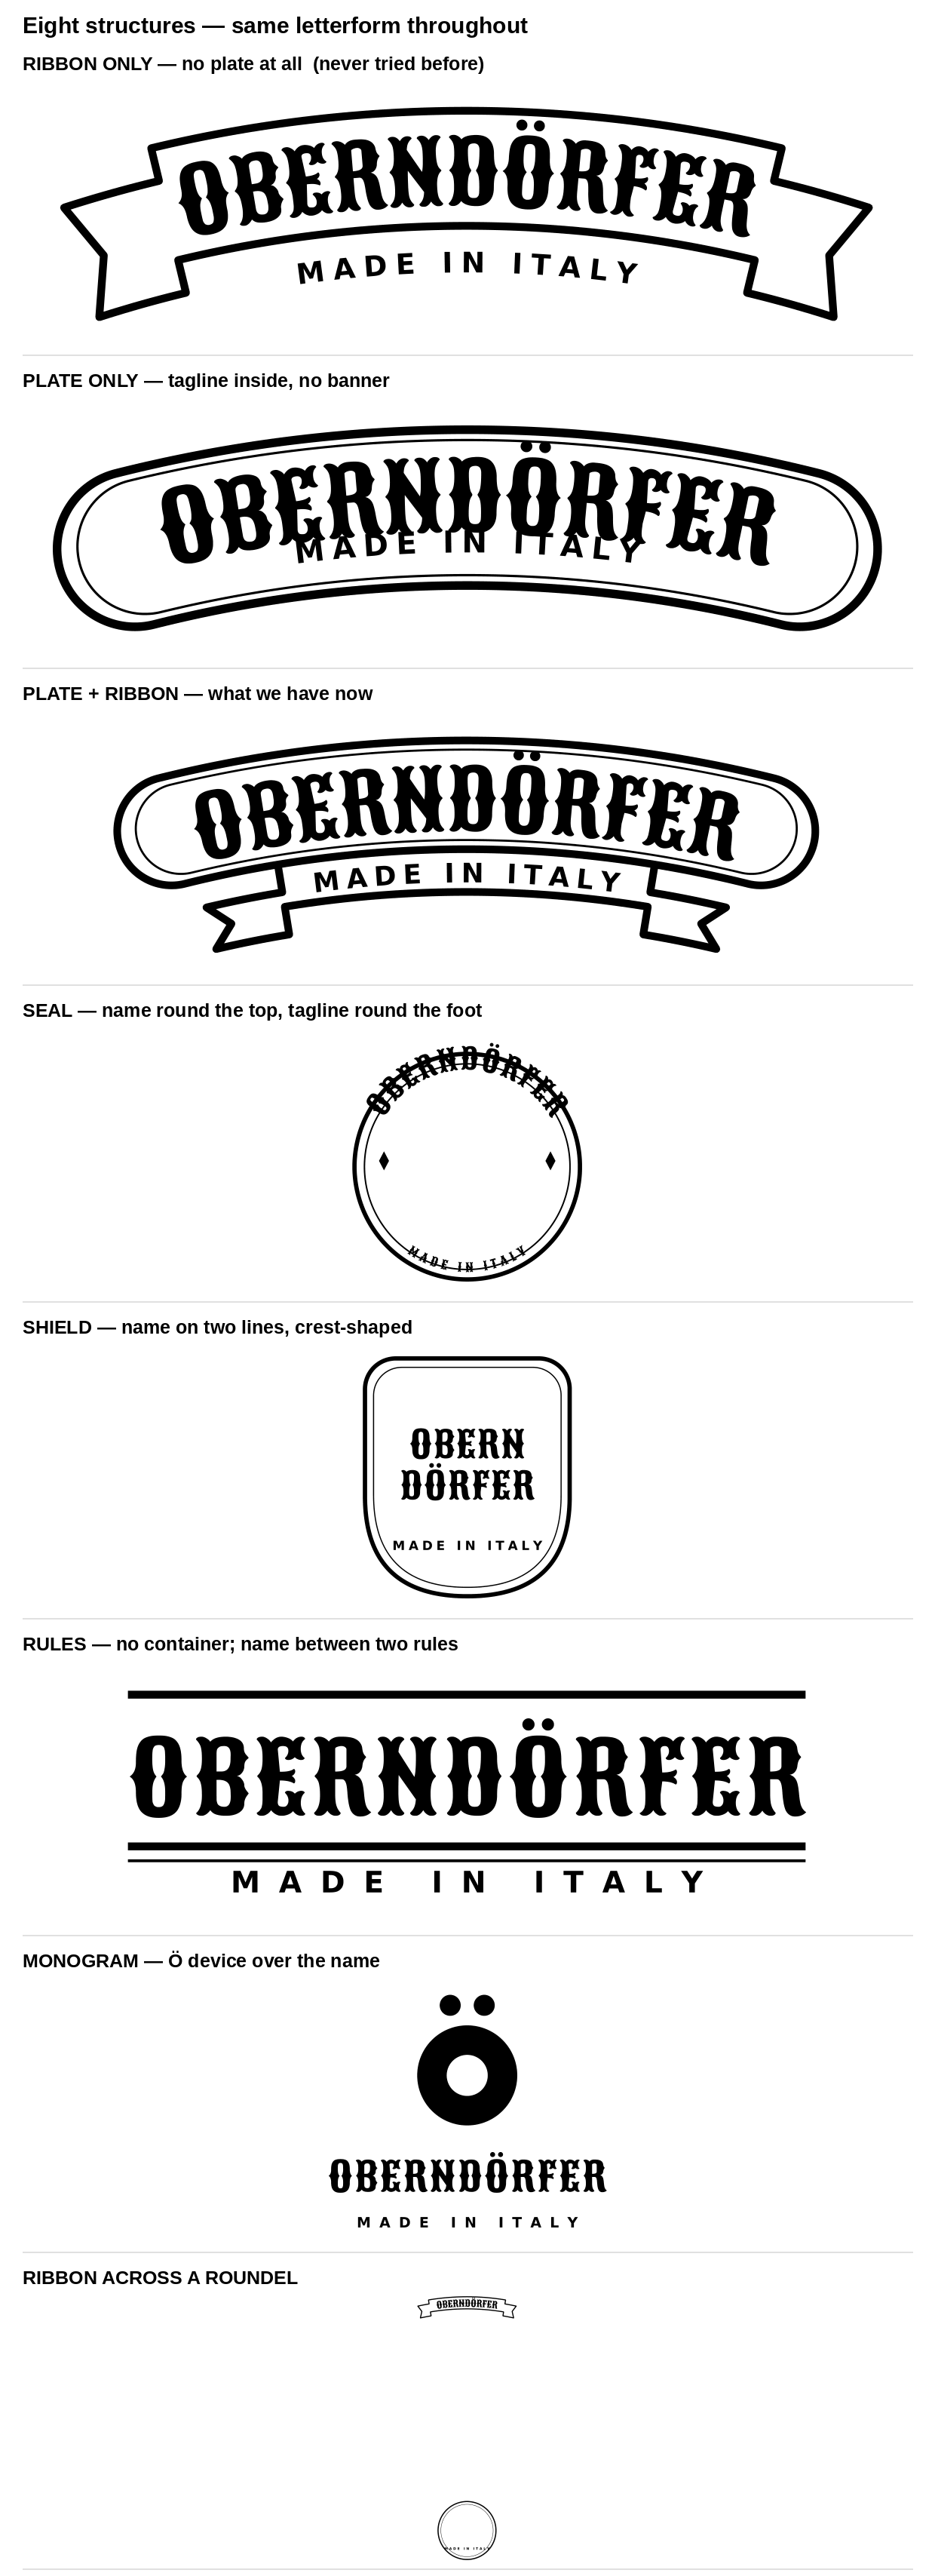 Eight structures — same letterform throughout
RIBBON ONLY — no plate at all  (never tried before)
OBERNDÖRFER
MADE IN ITALY
PLATE ONLY — tagline inside, no banner
OBERNDÖRFER
MADE IN ITALY
PLATE + RIBBON — what we have now
OBERNDÖRFER
MADE IN ITALY
SEAL — name round the top, tagline round the foot
OBERNDÖRFER
MADE IN ITALY
SHIELD — name on two lines, crest-shaped
OBERN
DÖRFER
MADE IN ITALY
RULES — no container; name between two rules
OBERNDÖRFER
MADE IN ITALY
MONOGRAM — Ö device over the name
Ö
OBERNDÖRFER
MADE IN ITALY
RIBBON ACROSS A ROUNDEL
OBERNDÖRFER
MADE IN ITALY